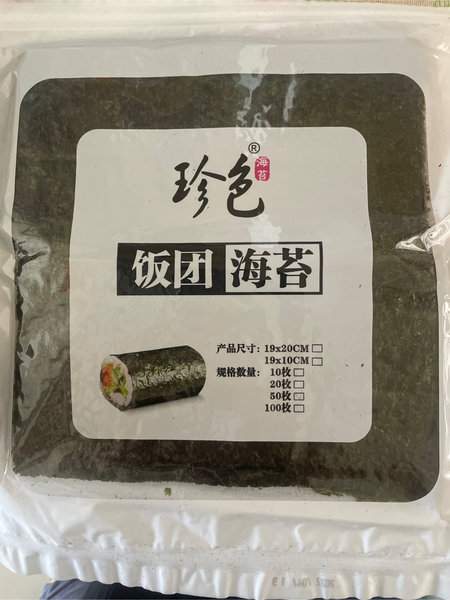 珍色®
海苔
饭团海苔
产品尺寸：19x20CM□
19x10CM□
规格数量：10枚□
20枚□
50枚□
100枚□